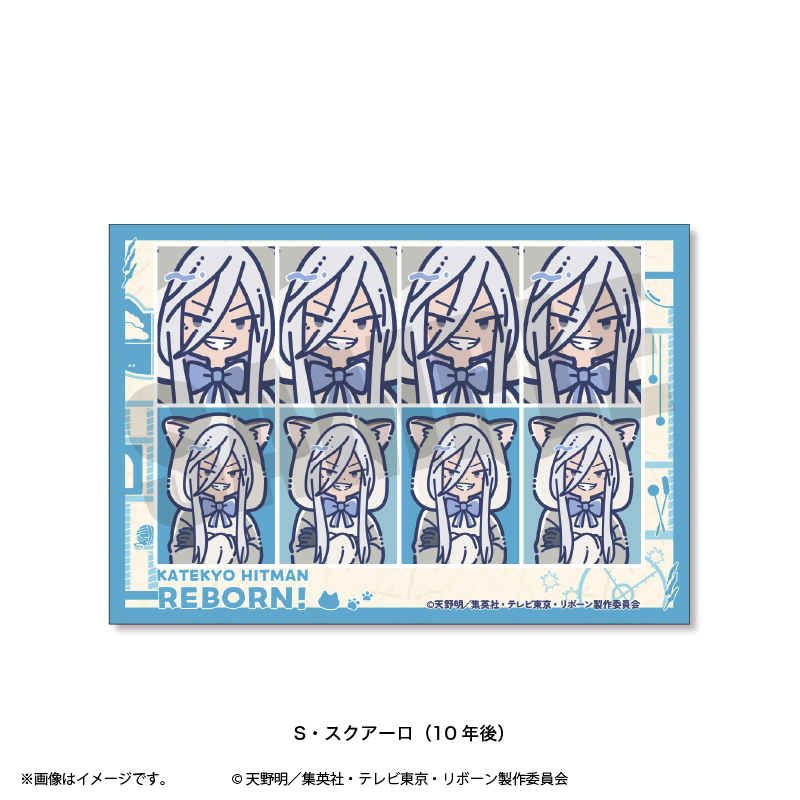 SAMPLE
KATEKYO HITMAN
REBORN!
©天野明／集英社・テレビ東京・リボーン製作委員会
S・スクアーロ（10年後）
※画像はイメージです。
©天野明／集英社・テレビ東京・リボーン製作委員会